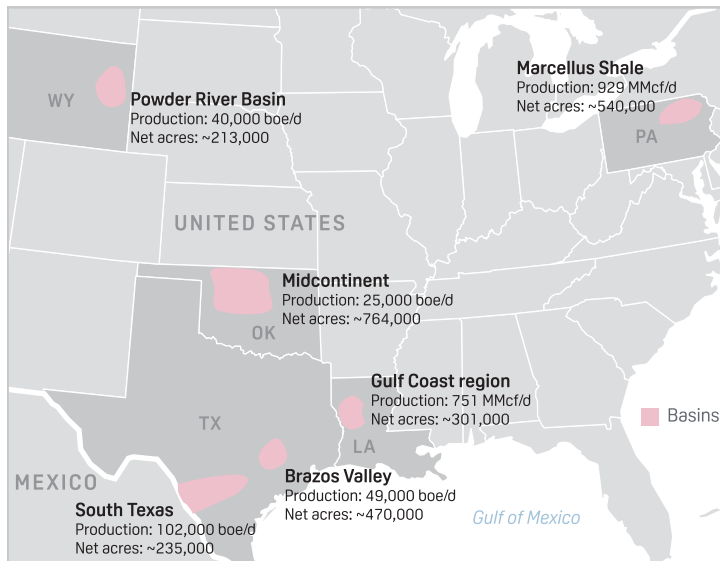 Marcellus Shale
Production: 929 MMcf/d
Net acres: ~540,000
PA
WY
Powder River Basin
Production: 40,000 boe/d
Net acres: ~213,000
UNITED STATES
Midcontinent
Production: 25,000 boe/d
Net acres: ~764,000
OK
Gulf Coast region
Production: 751 MMcf/d
Net acres: ~301,000
LA
Basins
TX
Brazos Valley
Production: 49,000 boe/d
Net acres: ~470,000
MEXICO
South Texas
Production: 102,000 boe/d
Net acres: ~235,000
Gulf of Mexico